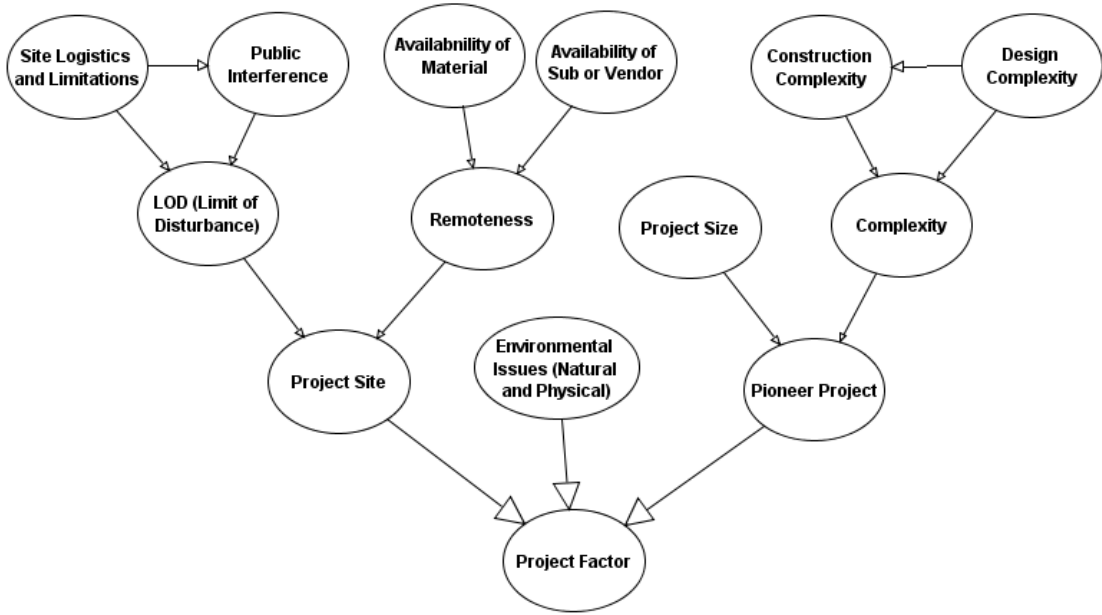 Site Logistics
and Limitations
Public
Interference
Availabnility of
Material
Availability of
Sub or Vendor
Construction
Complexity
Design
Complexity
LOD (Limit of
Disturbance)
Remoteness
Project Size
Complexity
Project Site
Environmental
Issues (Natural
and Physical)
Pioneer Project
Project Factor